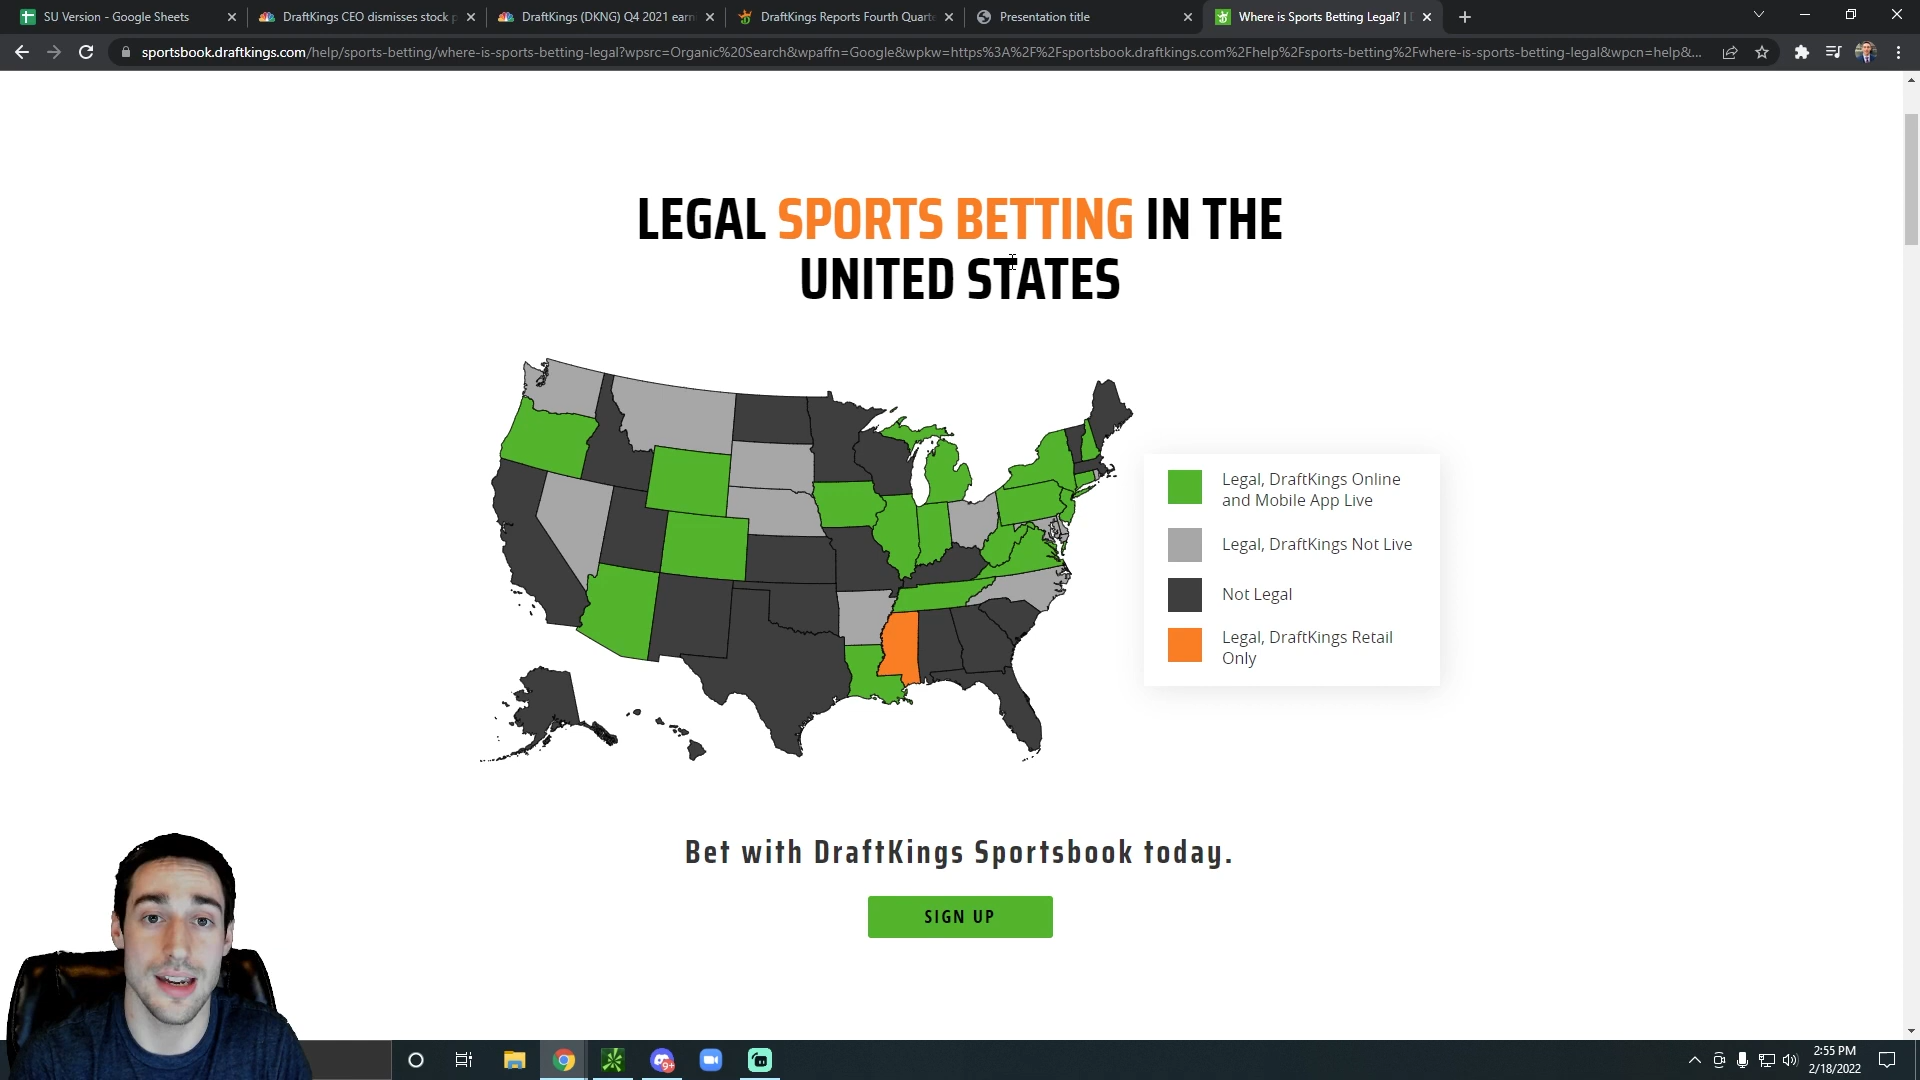 SU Version - Google Sheets
DraftKings CEO dismisses stock p
DraftKings (DKNG) Q4 2021 earni
DraftKings Reports Fourth Quarte
Presentation title
Where is Sports Betting Legal? | D
sportsbook.draftkings.com/help/sports-betting/where-is-sports-betting-legal?wpsrc=Organic%20Search&wpaffn=Google&wpkw=https%3A%2F%2Fsportsbook.draftkings.com%2Fhelp%2Fsports-betting%2Fwhere-is-sports-betting-legal&wpcn=help&...
LEGAL SPORTS BETTING IN THE
UNITED STATES
Legal, DraftKings Online
and Mobile App Live
Legal, DraftKings Not Live
Not Legal
Legal, DraftKings Retail
Only
Bet with DraftKings Sportsbook today.
SIGN UP
9+
2:55 PM
2/18/2022